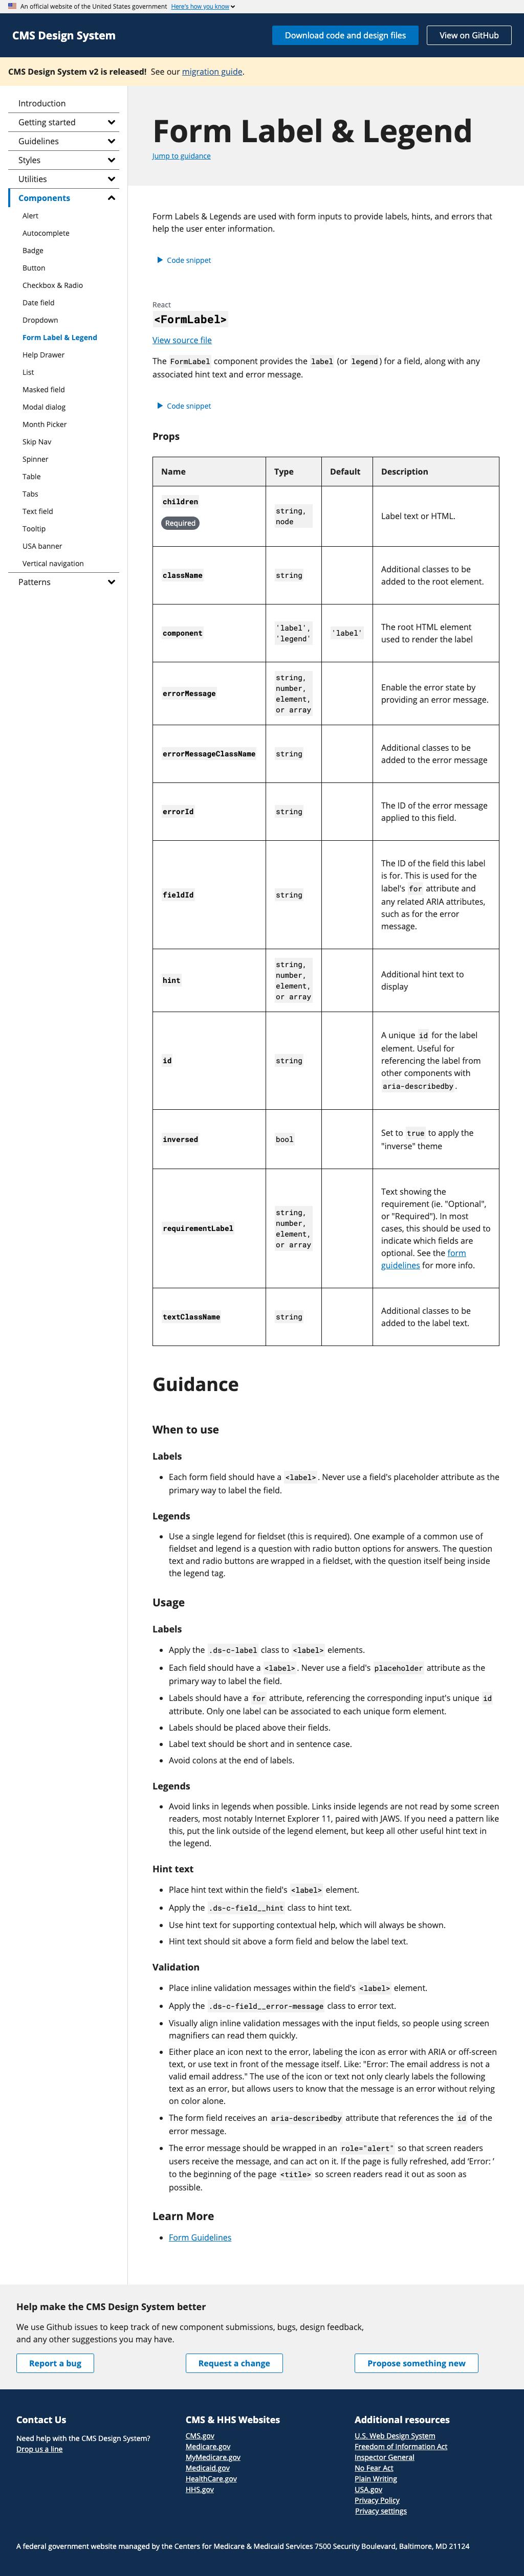 An official website of the United States government Here's how you know
CMS Design System
Download code and design files
View on GitHub
CMS Design System v2 is released! See our migration guide.
Introduction
Getting started
Guidelines
Styles
Utilities
Components
Alert
Autocomplete
Badge
Button
Checkbox & Radio
Date field
Dropdown
Form Label & Legend
Help Drawer
List
Masked field
Modal dialog
Month Picker
Skip Nav
Spinner
Table
Tabs
Text field
Tooltip
USA banner
Vertical navigation
Patterns
Form Label & Legend
Jump to guidance
Form Labels & Legends are used with form inputs to provide labels, hints, and errors that
help the user enter information.
Code snippet
React
<FormLabel>
View source file
The FormLabel component provides the label (or legend) for a field, along with any
associated hint text and error message.
Code snippet
Props
Name Type Default Description
children
Required
string,
node
Label text or HTML.
className
string
Additional classes to be
added to the root element.
component
'label',
'legend'
'label'
The root HTML element
used to render the label
errorMessage
string,
number,
element,
or array
Enable the error state by
providing an error message.
errorMessageClassName
string
Additional classes to be
added to the error message
errorId
string
The ID of the error message
applied to this field.
fieldId
string
The ID of the field this label
is for. This is used for the
label's for attribute and
any related ARIA attributes,
such as for the error
message.
hint
string,
number,
element,
or array
Additional hint text to
display
id
string
A unique id for the label
element. Useful for
referencing the label from
other components with
aria-describedby.
inversed
bool
Set to true to apply the
"inverse" theme
requirementLabel
string,
number,
element,
or array
Text showing the
requirement (ie. "Optional",
or "Required"). In most
cases, this should be used to
indicate which fields are
optional. See the form
guidelines for more info.
textClassName
string
Additional classes to be
added to the label text.
Guidance
When to use
Labels
Each form field should have a <label>. Never use a field's placeholder attribute as the
primary way to label the field.
Legends
Use a single legend for fieldset (this is required). One example of a common use of
fieldset and legend is a question with radio button options for answers. The question
text and radio buttons are wrapped in a fieldset, with the question itself being inside
the legend tag.
Usage
Labels
Apply the .ds-c-label class to <label> elements.
Each field should have a <label>. Never use a field's placeholder attribute as the
primary way to label the field.
Labels should have a for attribute, referencing the corresponding input's unique id
attribute. Only one label can be associated to each unique form element.
Labels should be placed above their fields.
Label text should be short and in sentence case.
Avoid colons at the end of labels.
Legends
Avoid links in legends when possible. Links inside legends are not read by some screen
readers, most notably Internet Explorer 11, paired with JAWS. If you need a pattern like
this, put the link outside of the legend element, but keep all other useful hint text in
the legend.
Hint text
Place hint text within the field's <label> element.
Apply the .ds-c-field__hint class to hint text.
Use hint text for supporting contextual help, which will always be shown.
Hint text should sit above a form field and below the label text.
Validation
Place inline validation messages within the field's <label> element.
Apply the .ds-c-field__error-message class to error text.
Visually align inline validation messages with the input fields, so people using screen
magnifiers can read them quickly.
Either place an icon next to the error, labeling the icon as error with ARIA or off-screen
text, or use text in front of the message itself. Like: "Error: The email address is not a
valid email address." The use of the icon or text not only clearly labels the following
text as an error, but allows users to know that the message is an error without relying
on color alone.
The form field receives an aria-describedby attribute that references the id of the
error message.
The error message should be wrapped in an role="alert" so that screen readers
users receive the message, and can act on it. If the page is fully refreshed, add ‘Error: ’
to the beginning of the page <title> so screen readers read it out as soon as
possible.
Learn More
Form Guidelines
Help make the CMS Design System better
We use Github issues to keep track of new component submissions, bugs, design feedback,
and any other suggestions you may have.
Report a bug
Request a change
Propose something new
Contact Us
Need help with the CMS Design System?
Drop us a line
CMS & HHS Websites
CMS.gov
Medicare.gov
MyMedicare.gov
Medicaid.gov
HealthCare.gov
HHS.gov
Additional resources
U.S. Web Design System
Freedom of Information Act
Inspector General
No Fear Act
Plain Writing
USA.gov
Privacy Policy
Privacy settings
A federal government website managed by the Centers for Medicare & Medicaid Services 7500 Security Boulevard, Baltimore, MD 21124